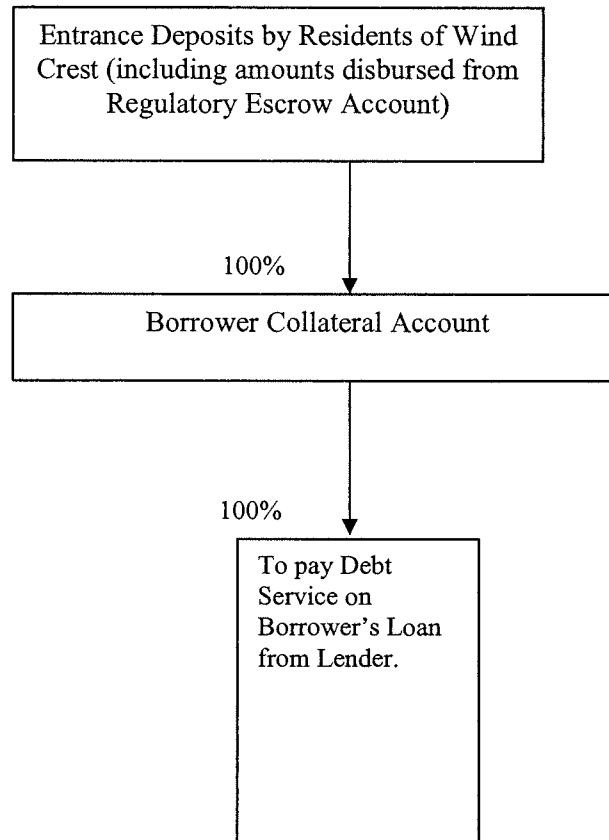 Entrance Deposits by Residents of Wind
Crest (including amounts disbursed from
Regulatory Escrow Account)
100%
Borrower Collateral Account
100%
To pay Debt
Service on
Borrower's Loan
from Lender.